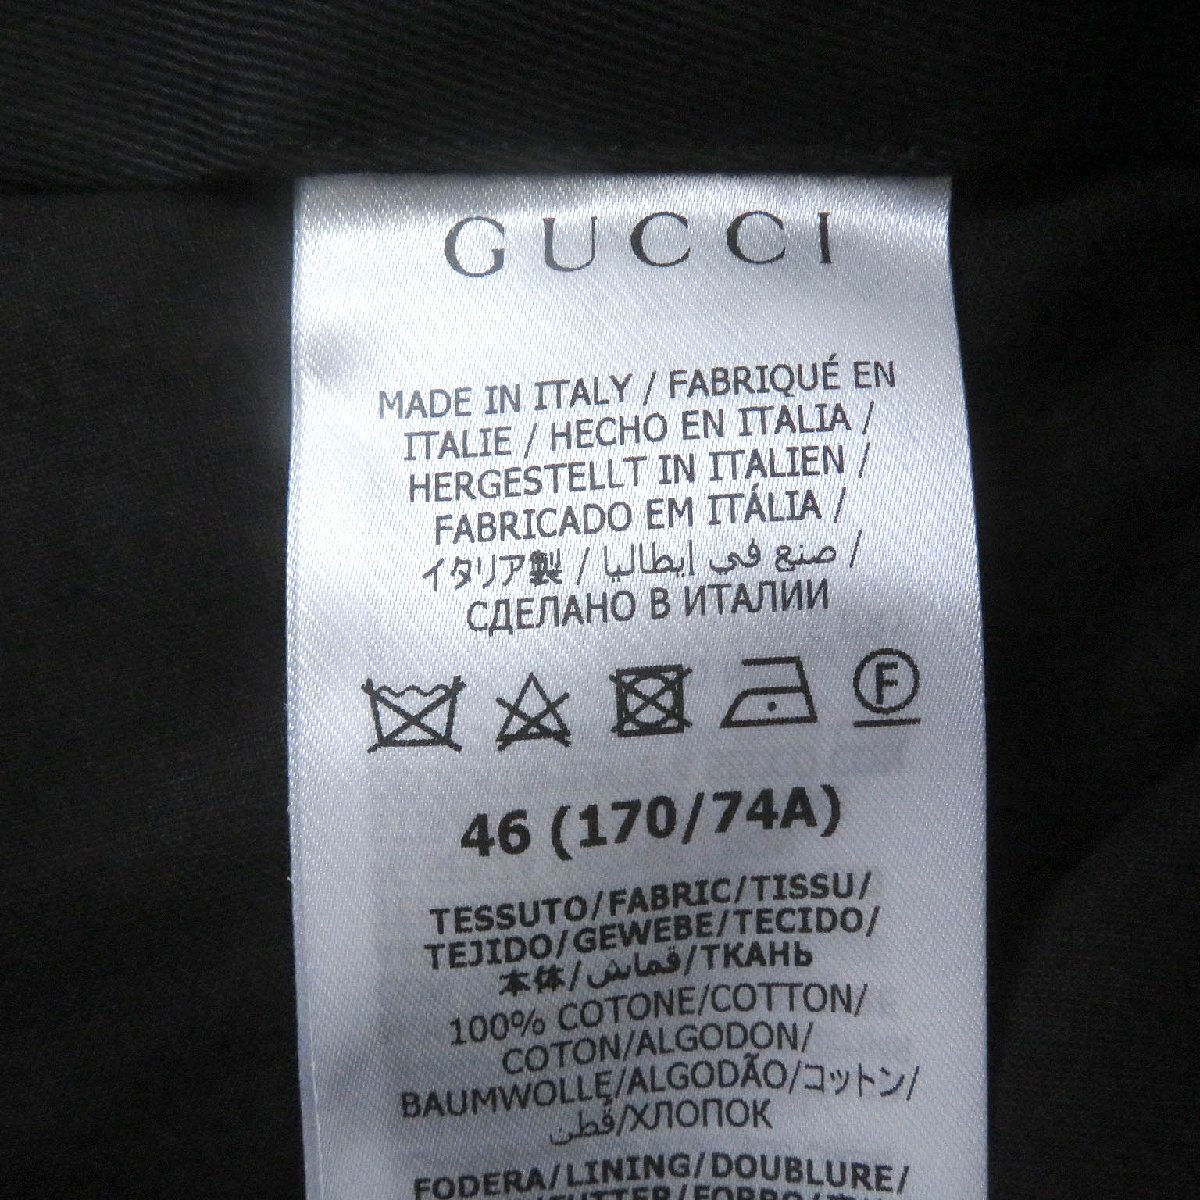 GUCCI
MADE IN ITALY / FABRIQUÉ EN
ITALIE / HECHO EN ITALIA /
HERGESTELLT IN ITALIEN /
FABRICADO EM ITÁLIA /
イタリア製 / صنع في إيطاليا /
СДЕЛАНО В ИТАЛИИ
F
46 (170/74A)
TESSUTO/FABRIC/TISSU/
TEJIDO/GEWEBE/TECIDO/
本体/قماش/ТКАНЬ
100% COTONE/COTTON/
COTON/ALGODON/
BAUMWOLLE/ALGODÃO/コットン/
قطن/ХЛОПОК
FODERA/LINING/DOUBLURE/